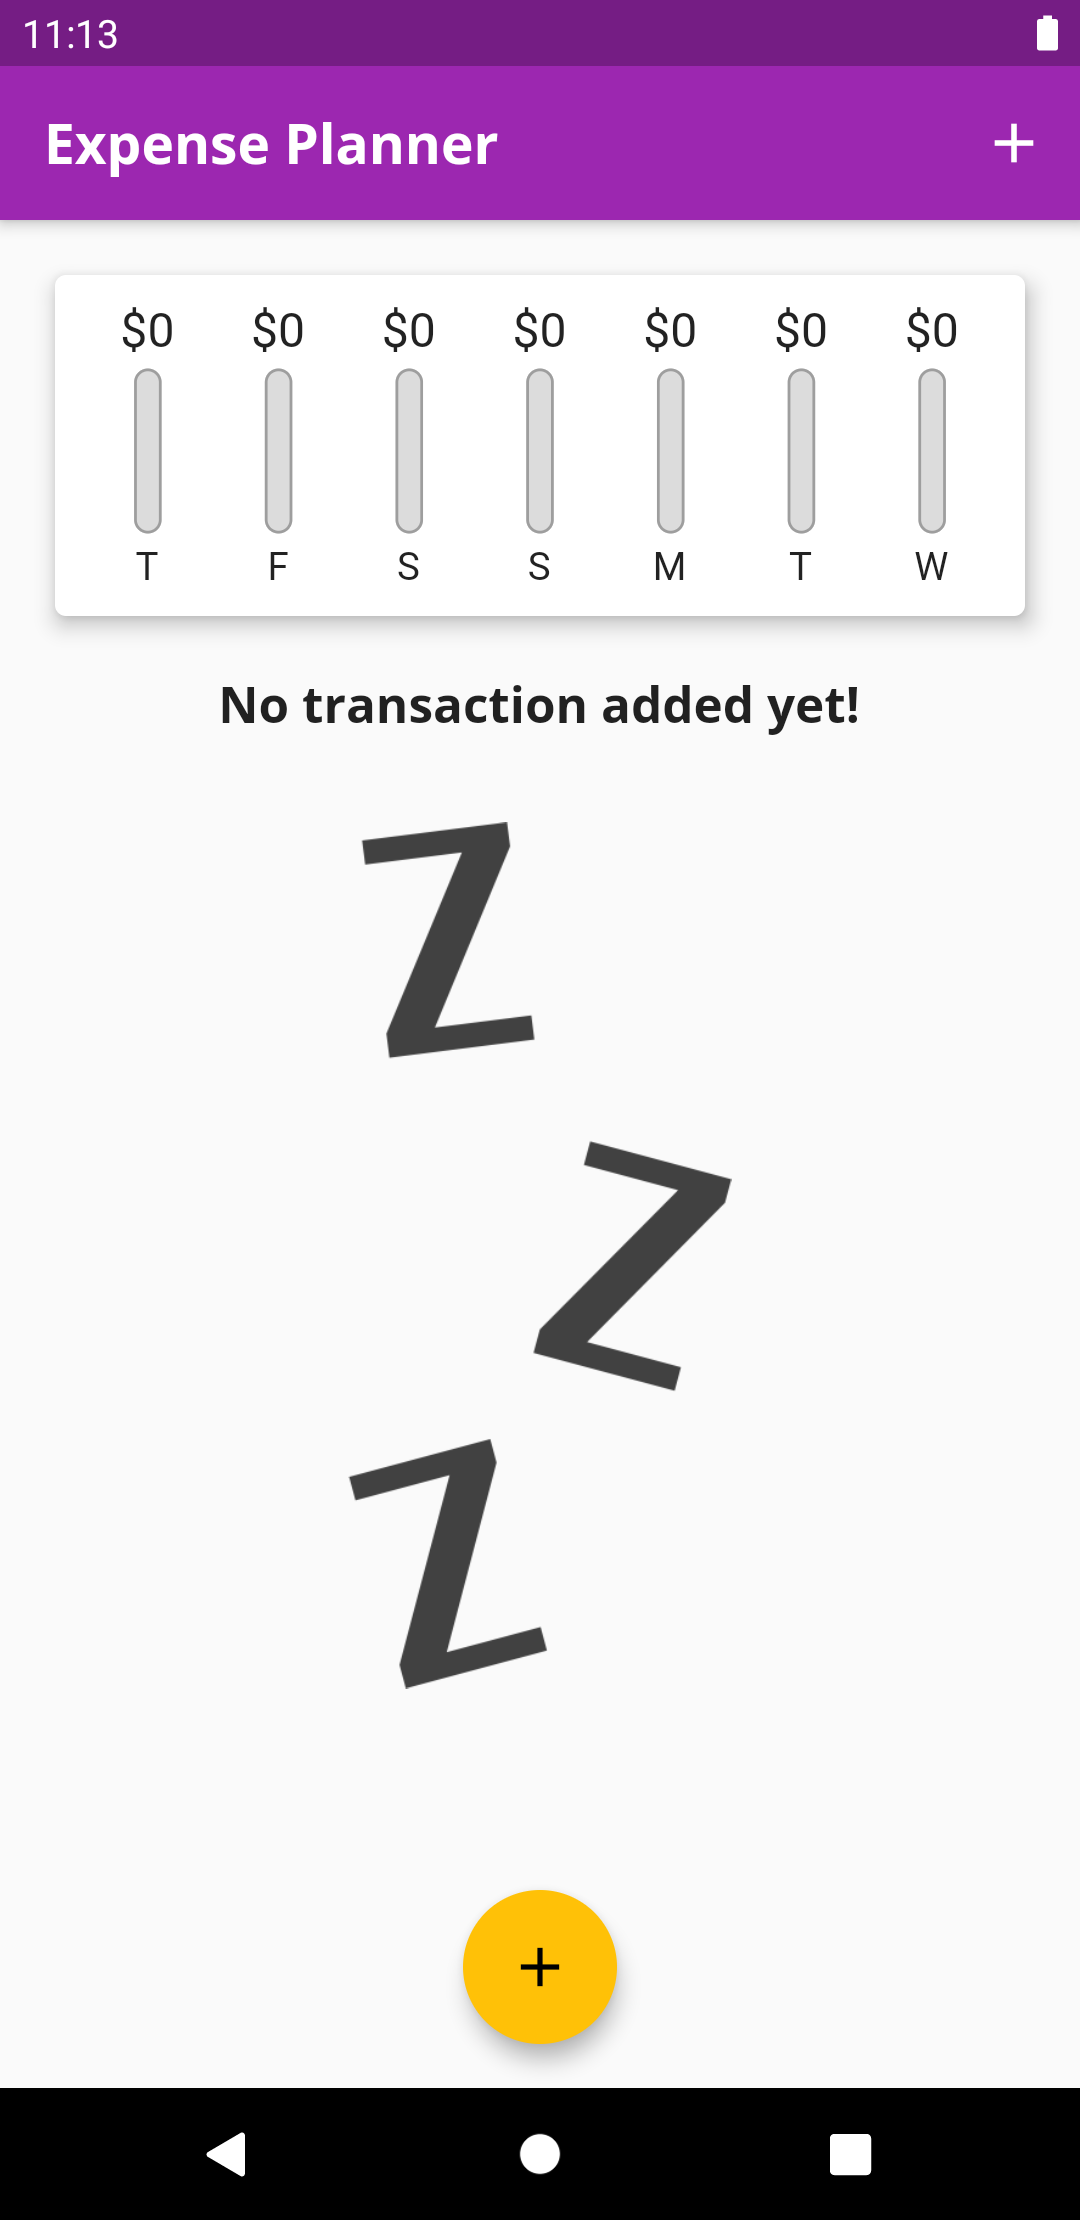 11:13
Expense Planner
$0 $0 $0 $0 $0 $0 $0
T F S S M T W
No transaction added yet!
Z
Z
Z